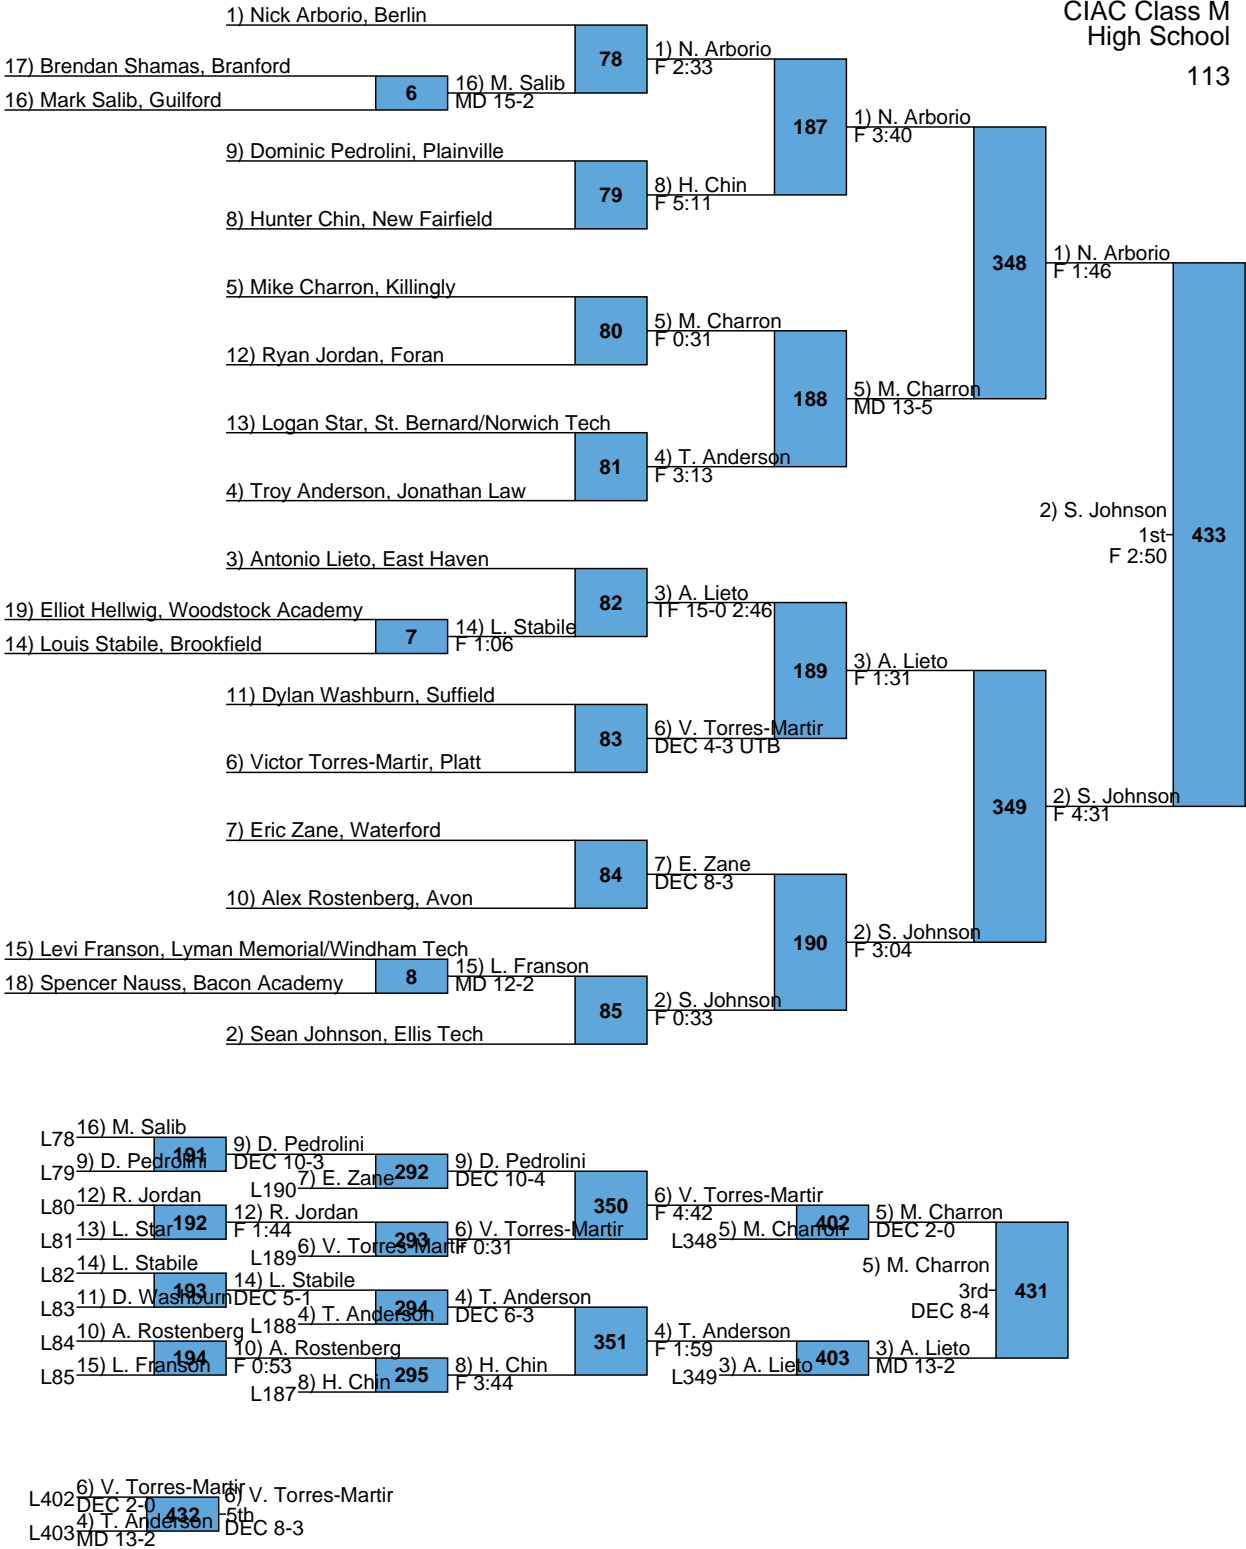 CIAC Class M
High School
113
1) Nick Arborio, Berlin
17) Brendan Shamas, Branford
16) Mark Salib, Guilford
6
16) M. Salib
MD 15-2
78
1) N. Arborio
F 2:33
9) Dominic Pedrolini, Plainville
8) Hunter Chin, New Fairfield
79
8) H. Chin
F 5:11
187
1) N. Arborio
F 3:40
5) Mike Charron, Killingly
12) Ryan Jordan, Foran
80
5) M. Charron
F 0:31
13) Logan Star, St. Bernard/Norwich Tech
4) Troy Anderson, Jonathan Law
81
4) T. Anderson
F 3:13
188
5) M. Charron
MD 13-5
348
1) N. Arborio
F 1:46
3) Antonio Lieto, East Haven
19) Elliot Hellwig, Woodstock Academy
14) Louis Stabile, Brookfield
7
14) L. Stabile
F 1:06
82
3) A. Lieto
TF 15-0 2:46
11) Dylan Washburn, Suffield
6) Victor Torres-Martir, Platt
83
6) V. Torres-Martir
DEC 4-3 UTB
189
3) A. Lieto
F 1:31
7) Eric Zane, Waterford
10) Alex Rostenberg, Avon
84
7) E. Zane
DEC 8-3
15) Levi Franson, Lyman Memorial/Windham Tech
18) Spencer Nauss, Bacon Academy
8
15) L. Franson
MD 12-2
2) Sean Johnson, Ellis Tech
85
2) S. Johnson
F 0:33
190
2) S. Johnson
F 3:04
349
2) S. Johnson
F 4:31
2) S. Johnson
1st
F 2:50
433
L78
16) M. Salib
L79
9) D. Pedrolini
191
9) D. Pedrolini
DEC 10-3
L190
7) E. Zane
292
9) D. Pedrolini
DEC 10-4
L80
12) R. Jordan
L81
13) L. Star
192
12) R. Jordan
F 1:44
L189
6) V. Torres-Martir
293
6) V. Torres-Martir
F 0:31
350
6) V. Torres-Martir
F 4:42
L348
5) M. Charron
402
5) M. Charron
DEC 2-0
L82
14) L. Stabile
L83
11) D. Washburn
193
14) L. Stabile
DEC 5-1
L188
4) T. Anderson
294
4) T. Anderson
DEC 6-3
L84
10) A. Rostenberg
L85
15) L. Franson
194
10) A. Rostenberg
F 0:53
L187
8) H. Chin
295
8) H. Chin
F 3:44
351
4) T. Anderson
F 1:59
L349
3) A. Lieto
403
3) A. Lieto
MD 13-2
5) M. Charron
3rd
DEC 8-4
431
L402
6) V. Torres-Martir
DEC 2-0
L403
4) T. Anderson
MD 13-2
432
6) V. Torres-Martir
5th
DEC 8-3